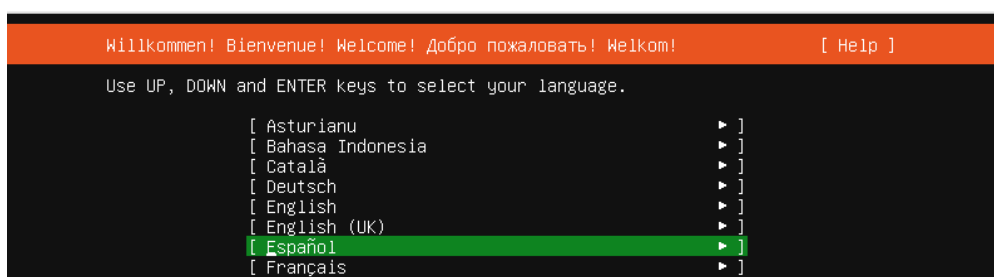 Willkommen! Bienvenue! Welcome! Добро пожаловать! Welkom! [ Help ]
Use UP, DOWN and ENTER keys to select your language.
[ Asturianu ► ]
[ Bahasa Indonesia ► ]
[ Català ► ]
[ Deutsch ► ]
[ English ► ]
[ English (UK) ► ]
[ Español ► ]
[ Français ► ]